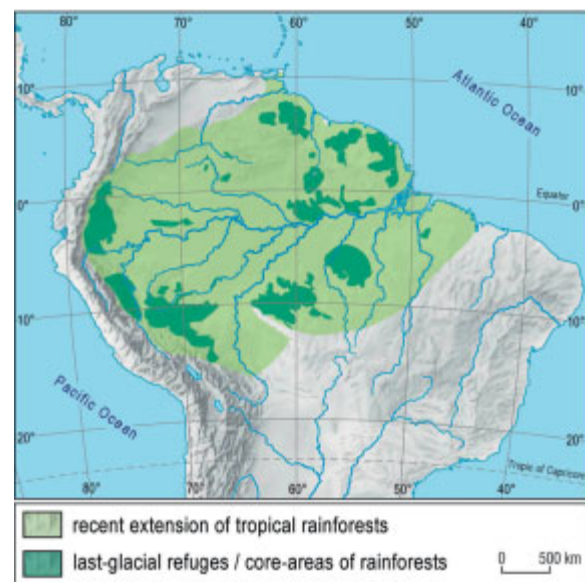 80° 70° 60° 50° 40°
10° 10°
Atlantic Ocean
Equator
0° 0°
10° 10°
Pacific Ocean
20° 20°
Tropic of Capricorn
80° 70° 60° 50° 40°
recent extension of tropical rainforests
last-glacial refuges / core-areas of rainforests
0 500 km